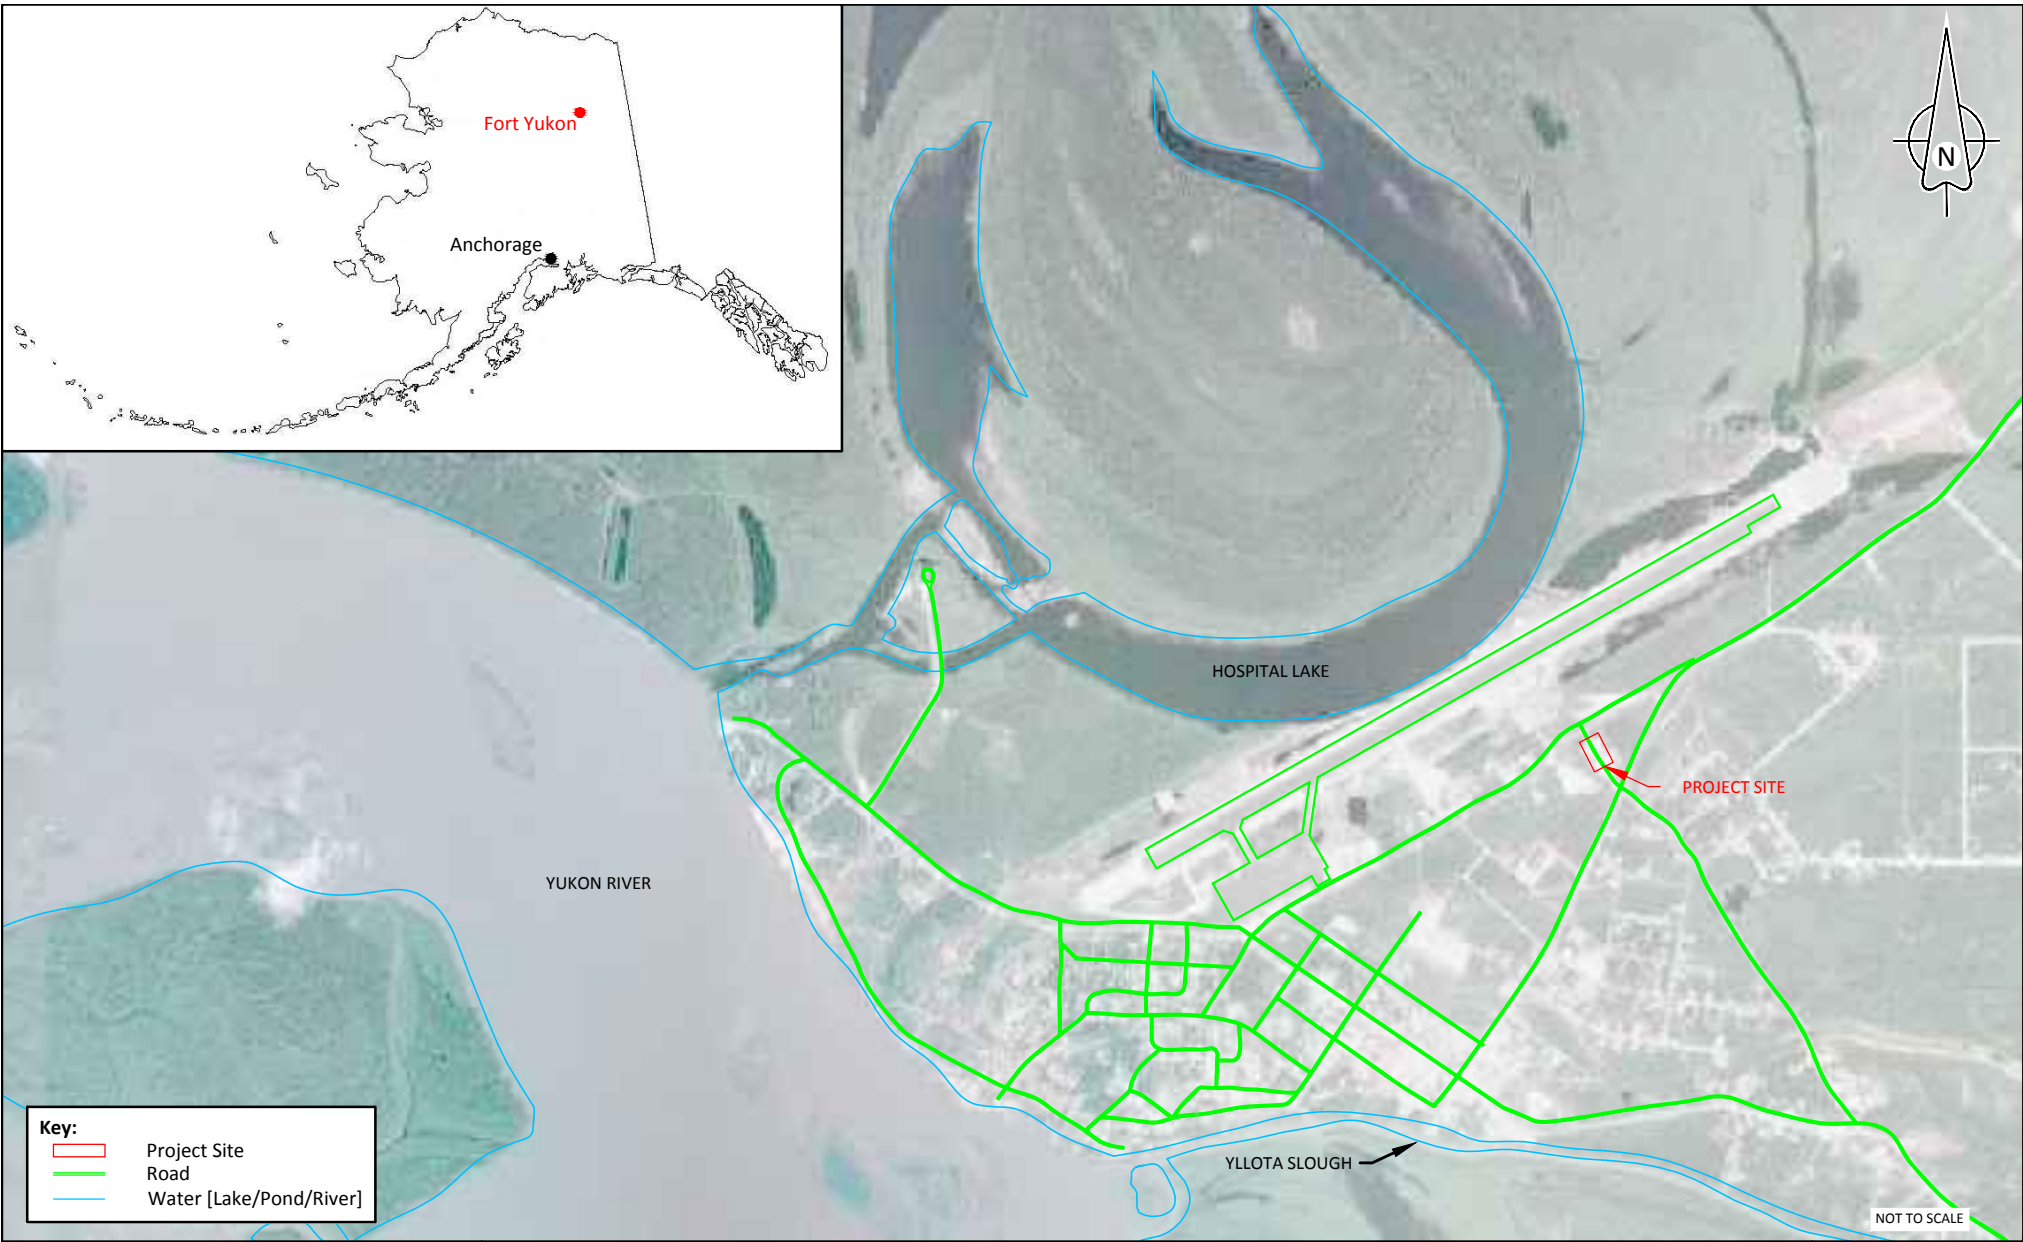 Fort Yukon
Anchorage
N
HOSPITAL LAKE
PROJECT SITE
YUKON RIVER
YLLOTA SLOUGH
Key:
Project Site
Road
Water [Lake/Pond/River]
NOT TO SCALE